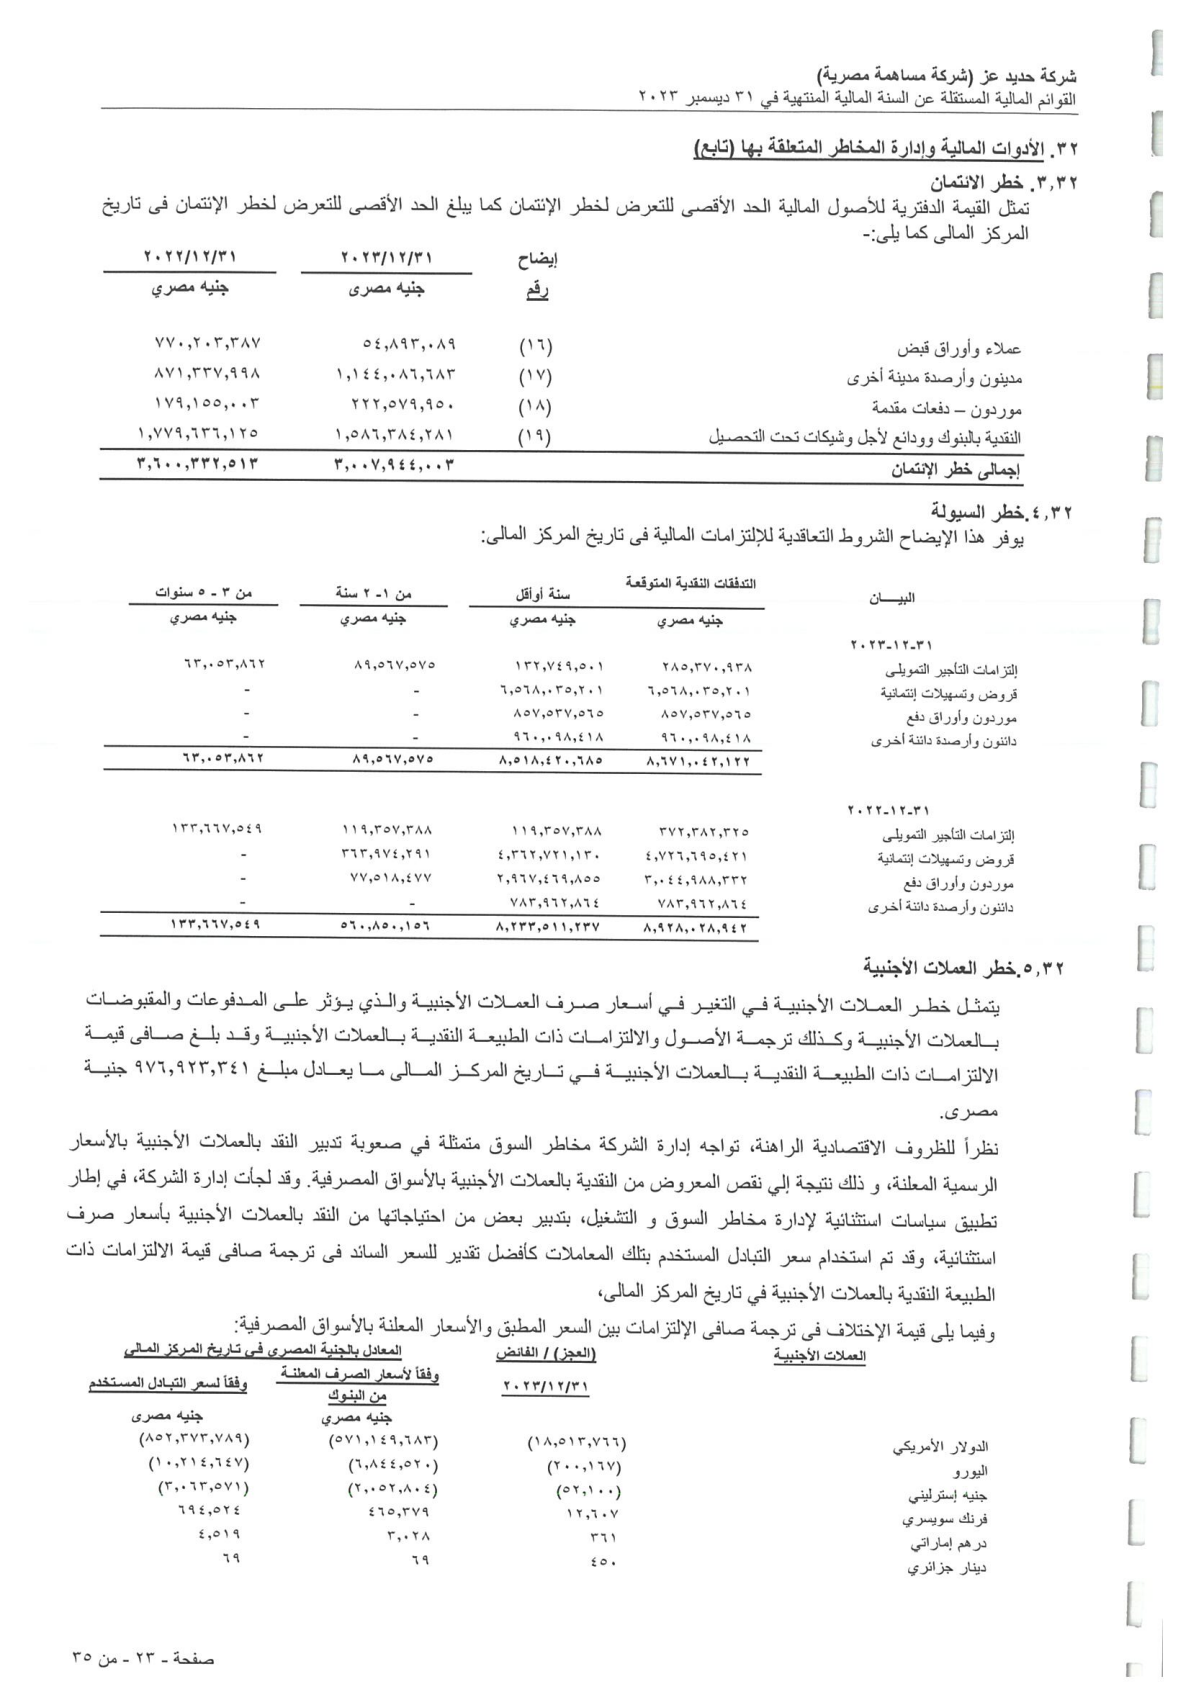 شركة حديد عز (شركة مساهمة مصرية)
القوائم المالية المستقلة عن السنة المالية المنتهية في ٣١ ديسمبر ٢٠٢٣
٣٢. الأدوات المالية وإدارة المخاطر المتعلقة بها (تابع)
٣,٣٢. خطر الائتمان
تمثل القيمة الدفترية للأصول المالية الحد الأقصى للتعرض لخطر الإئتمان كما يبلغ الحد الأقصى للتعرض لخطر الإئتمان فى تاريخ
المركز المالى كما يلى:-
إيضاح ٢٠٢٣/١٢/٣١ ٢٠٢٢/١٢/٣١
رقم جنيه مصرى جنيه مصري
عملاء وأوراق قبض (١٦) ٥٤,٨٩٣,٠٨٩ ٧٧٠,٢٠٣,٣٨٧
مدينون وأرصدة مدينة أخرى (١٧) ١,١٤٤,٠٨٦,٦٨٣ ٨٧١,٣٣٧,٩٩٨
موردون – دفعات مقدمة (١٨) ٢٢٢,٥٧٩,٩٥٠ ١٧٩,١٥٥,٠٠٣
النقدية بالبنوك وودائع لأجل وشيكات تحت التحصيل (١٩) ١,٥٨٦,٣٨٤,٢٨١ ١,٧٧٩,٦٣٦,١٢٥
إجمالى خطر الإئتمان ٣,٠٠٧,٩٤٤,٠٠٣ ٣,٦٠٠,٣٣٢,٥١٣
٤,٣٢.خطر السيولة
يوفر هذا الإيضاح الشروط التعاقدية للإلتزامات المالية فى تاريخ المركز المالى:
البيـــان التدفقات النقدية المتوقعة سنة أوأقل من ١- ٢ سنة من ٣ - ٥ سنوات
جنيه مصري جنيه مصري جنيه مصري جنيه مصري
٣١-١٢-٢٠٢٣
إلتزامات التأجير التمويلى ٢٨٥,٣٧٠,٩٣٨ ١٣٢,٧٤٩,٥٠١ ٨٩,٥٦٧,٥٧٥ ٦٣,٠٥٣,٨٦٢
قروض وتسهيلات إئتمانية ٦,٥٦٨,٠٣٥,٢٠١ ٦,٥٦٨,٠٣٥,٢٠١ - -
موردون وأوراق دفع ٨٥٧,٥٣٧,٥٦٥ ٨٥٧,٥٣٧,٥٦٥ - -
دائنون وأرصدة دائنة أخرى ٩٦٠,٠٩٨,٤١٨ ٩٦٠,٠٩٨,٤١٨ - -
٨,٦٧١,٠٤٢,١٢٢ ٨,٥١٨,٤٢٠,٦٨٥ ٨٩,٥٦٧,٥٧٥ ٦٣,٠٥٣,٨٦٢
٣١-١٢-٢٠٢٢
إلتزامات التأجير التمويلى ٣٧٢,٣٨٢,٣٢٥ ١١٩,٣٥٧,٣٨٨ ١١٩,٣٥٧,٣٨٨ ١٣٣,٦٦٧,٥٤٩
قروض وتسهيلات إئتمانية ٤,٧٢٦,٦٩٥,٤٢١ ٤,٣٦٢,٧٢١,١٣٠ ٣٦٣,٩٧٤,٢٩١ -
موردون وأوراق دفع ٣,٠٤٤,٩٨٨,٣٣٢ ٢,٩٦٧,٤٦٩,٨٥٥ ٧٧,٥١٨,٤٧٧ -
دائنون وأرصدة دائنة أخرى ٧٨٣,٩٦٢,٨٦٤ ٧٨٣,٩٦٢,٨٦٤ - -
٨,٩٢٨,٠٢٨,٩٤٢ ٨,٢٣٣,٥١١,٢٣٧ ٥٦٠,٨٥٠,١٥٦ ١٣٣,٦٦٧,٥٤٩
٥,٣٢.خطر العملات الأجنبية
يتمثل خطر العملات الأجنبية في التغير في أسعار صرف العملات الأجنبية والذي يؤثر على المدفوعات والمقبوضات
بالعملات الأجنبية وكذلك ترجمة الأصول والالتزامات ذات الطبيعة النقدية بالعملات الأجنبية وقد بلغ صافى قيمة
الالتزامات ذات الطبيعة النقدية بالعملات الأجنبية في تاريخ المركز المالى ما يعادل مبلغ ٩٧٦,٩٢٣,٣٤١ جنية
مصرى.
نظراً للظروف الاقتصادية الراهنة، تواجه إدارة الشركة مخاطر السوق متمثلة في صعوبة تدبير النقد بالعملات الأجنبية بالأسعار
الرسمية المعلنة، و ذلك نتيجة إلي نقص المعروض من النقدية بالعملات الأجنبية بالأسواق المصرفية. وقد لجأت إدارة الشركة، في إطار
تطبيق سياسات استثنائية لإدارة مخاطر السوق و التشغيل، بتدبير بعض من احتياجاتها من النقد بالعملات الأجنبية بأسعار صرف
استثنائية، وقد تم استخدام سعر التبادل المستخدم بتلك المعاملات كأفضل تقدير للسعر السائد فى ترجمة صافى قيمة الالتزامات ذات
الطبيعة النقدية بالعملات الأجنبية في تاريخ المركز المالى،
وفيما يلى قيمة الإختلاف فى ترجمة صافى الإلتزامات بين السعر المطبق والأسعار المعلنة بالأسواق المصرفية:
العملات الأجنبية (العجز) / الفائض المعادل بالجنية المصرى في تاريخ المركز المالى
٢٠٢٣/١٢/٣١ وفقاً لأسعار الصرف المعلنة من البنوك وفقاً لسعر التبادل المستخدم
جنيه مصري جنيه مصرى
الدولار الأمريكي (١٨,٥١٣,٧٦٦) (٥٧١,١٤٩,٦٨٣) (٨٥٢,٣٧٣,٧٨٩)
اليورو (٢٠٠,١٦٧) (٦,٨٤٤,٥٢٠) (١٠,٢١٤,٦٤٧)
جنيه إسترليني (٥٢,١٠٠) (٢,٠٥٢,٨٠٤) (٣,٠٦٣,٥٧١)
فرنك سويسري ١٢,٦٠٧ ٤٦٥,٣٧٩ ٦٩٤,٥٢٤
درهم إماراتي ٣٦١ ٣,٠٢٨ ٤,٥١٩
دينار جزائري ٤٥٠ ٦٩ ٦٩
صفحة - ٢٣ - من ٣٥